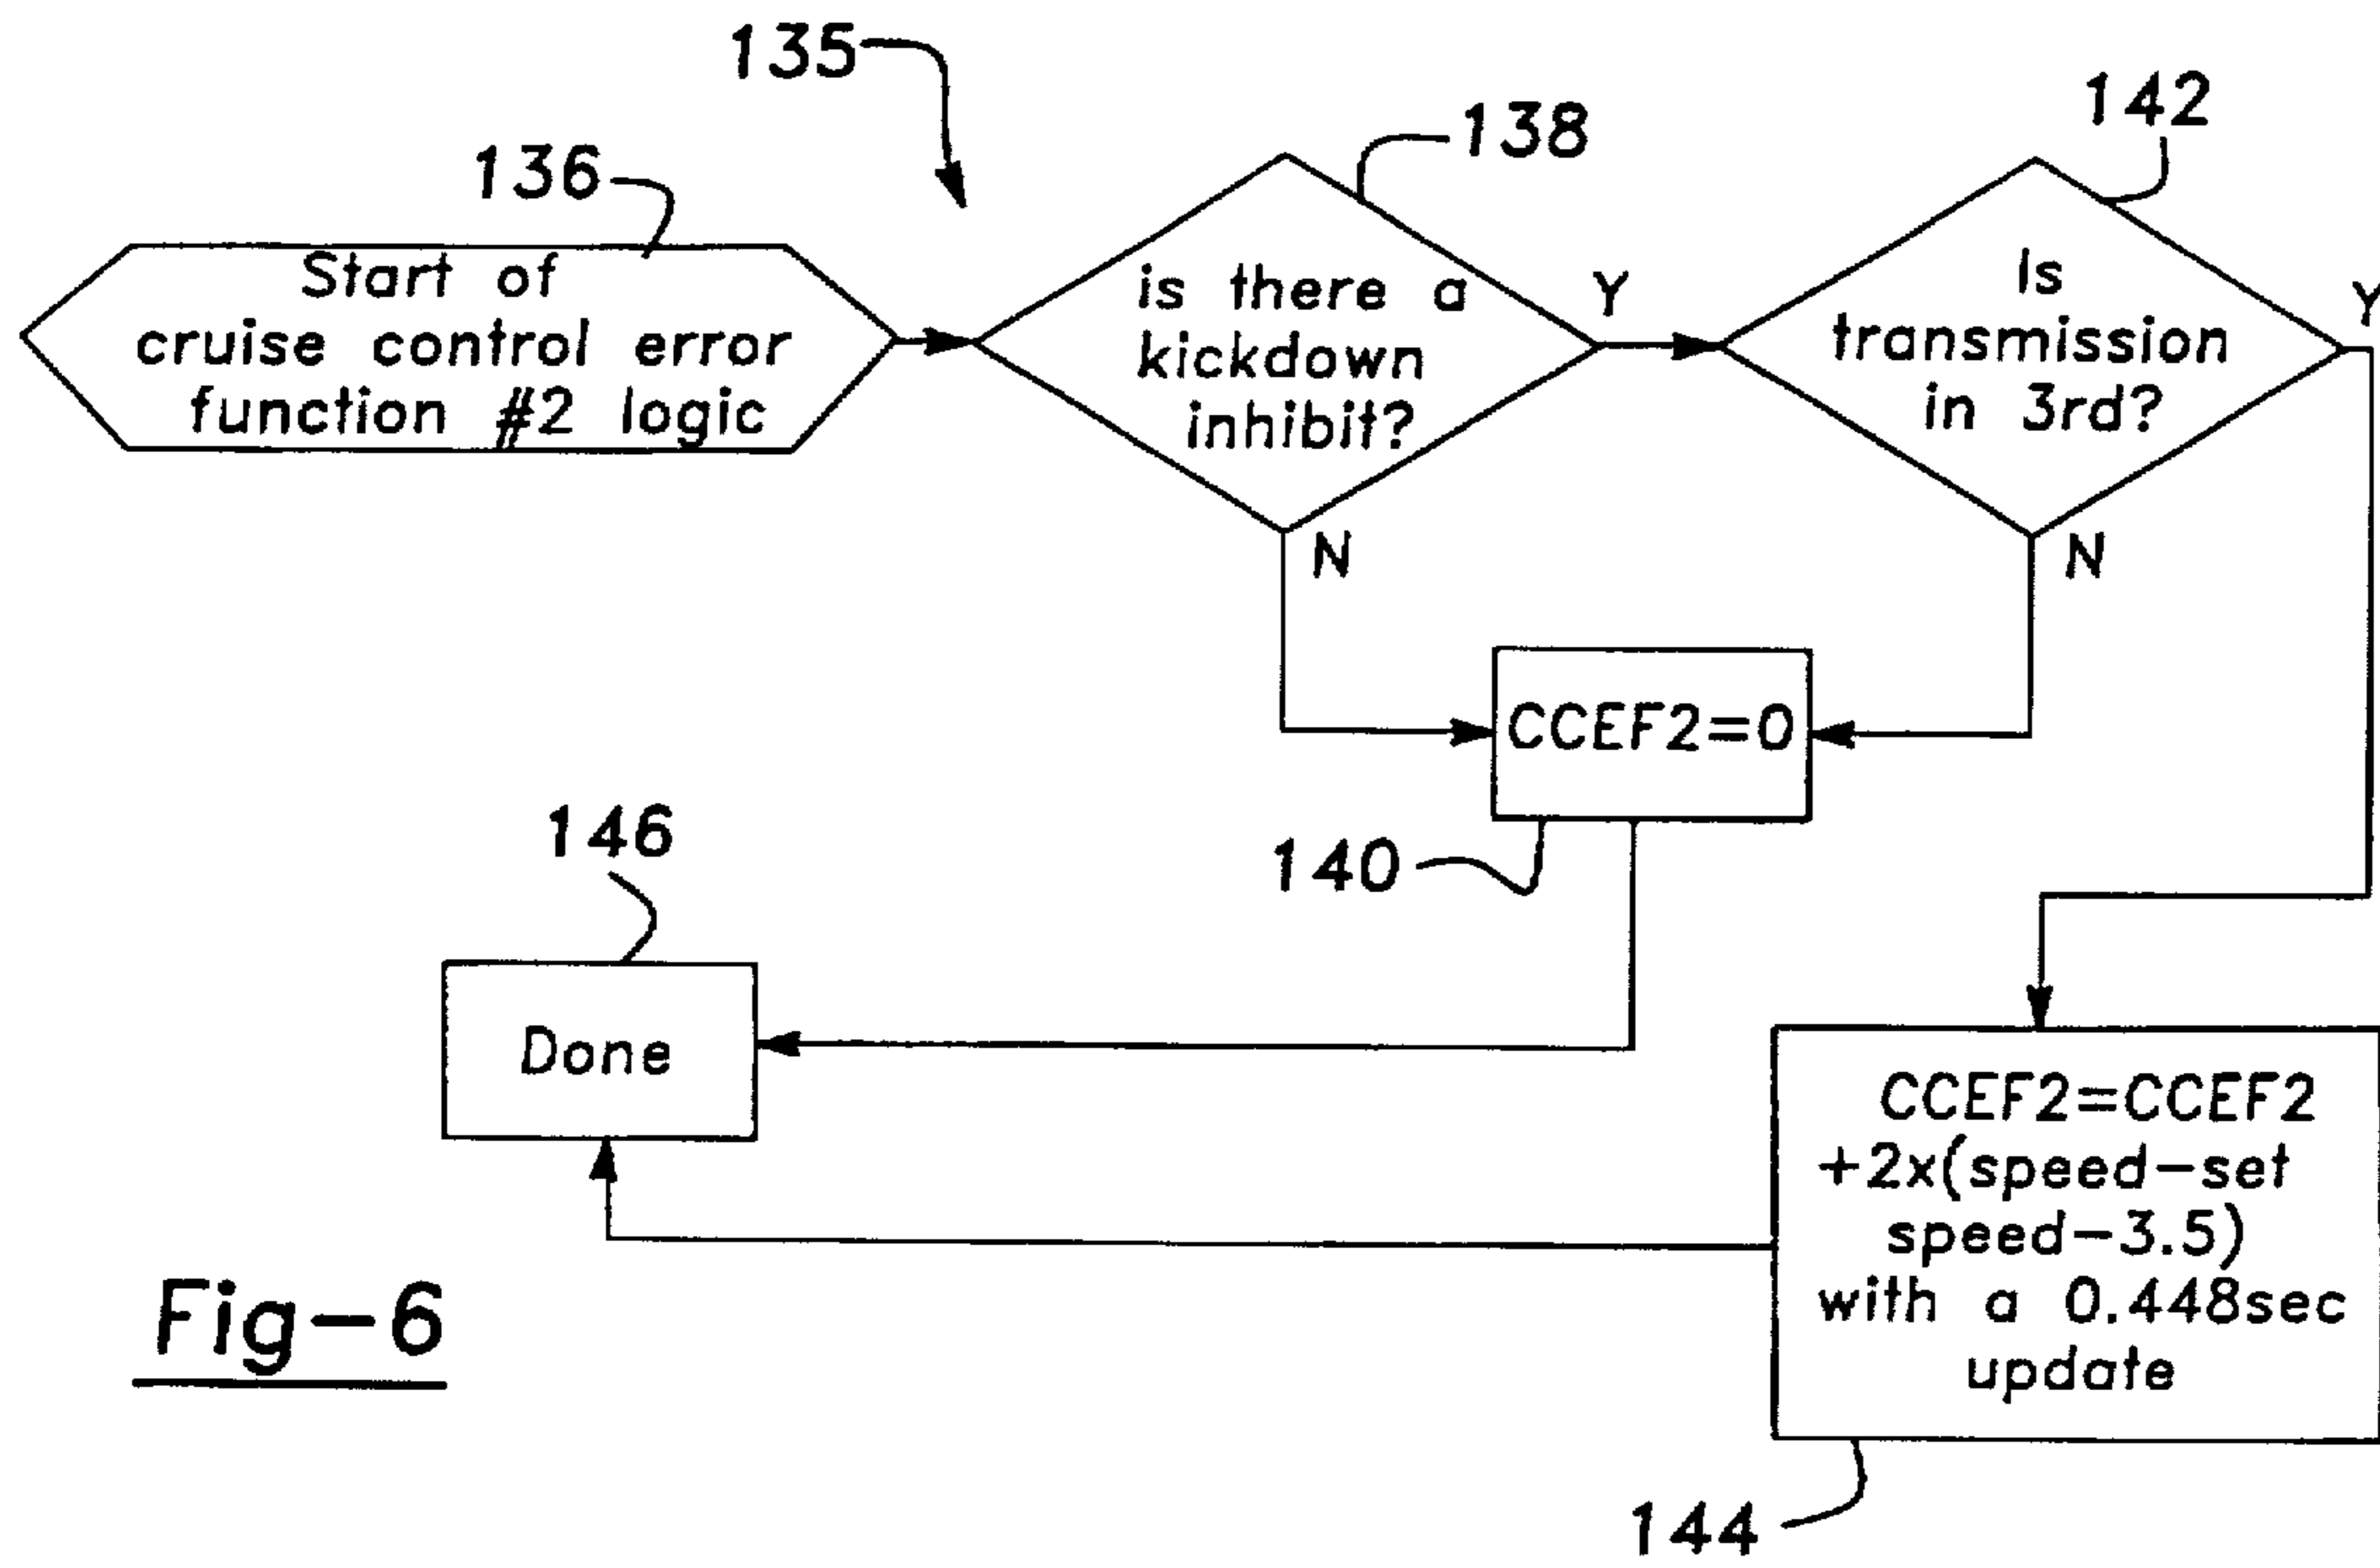 135
136
138
142
Start of
cruise control error
function #2 logic
is there a
kickdown
inhibit?
Y
Is
transmission
in 3rd?
Y
N
N
CCEF2=0
140
146
Done
CCEF2=CCEF2
+2x(speed-set
speed-3.5)
with a 0.448sec
update
144
Fig-6